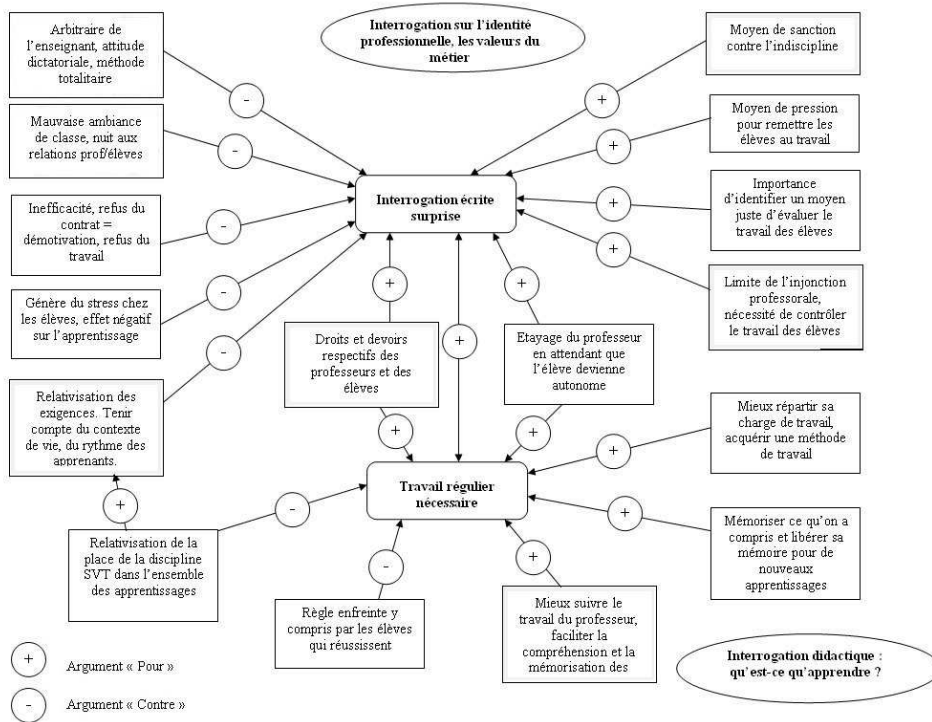 Interrogation sur l'identité
professionnelle, les valeurs du
métier
Arbitraire de
l'enseignant, attitude
dictatoriale, méthode
totalitaire
-
Mauvaise ambiance
de classe, nuit aux
relations prof/élèves
-
Inefficacité, refus du
contrat =
démotivation, refus du
travail
-
Génère du stress chez
les élèves, effet négatif
sur l'apprentissage
-
Relativisation des
exigences. Tenir
compte du contexte
de vie, du rythme des
apprenants.
-
Moyen de sanction
contre l'indiscipline
+
Moyen de pression
pour remettre les
élèves au travail
+
Importance
d'identifier un moyen
juste d'évaluer le
travail des élèves
+
Limite de l'injonction
professorale,
nécessité de contrôler
le travail des élèves
+
Interrogation écrite
surprise
+
+
+
Droits et devoirs
respectifs des
professeurs et des
élèves
Etayage du professeur
en attendant que
l'élève devienne
autonome
+
+
Travail régulier
nécessaire
Mieux répartir sa
charge de travail,
acquérir une méthode
de travail
+
Mémoriser ce qu'on a
compris et libérer sa
mémoire pour de
nouveaux
apprentissages
+
+
Relativisation de la
place de la discipline
SVT dans l'ensemble
des apprentissages
-
Règle enfreinte y
compris par les élèves
qui réussissent
-
Mieux suivre le
travail du professeur,
faciliter la
compréhension et la
mémorisation des
+
Interrogation didactique :
qu'est-ce qu'apprendre ?
+
Argument « Pour »
-
Argument « Contre »